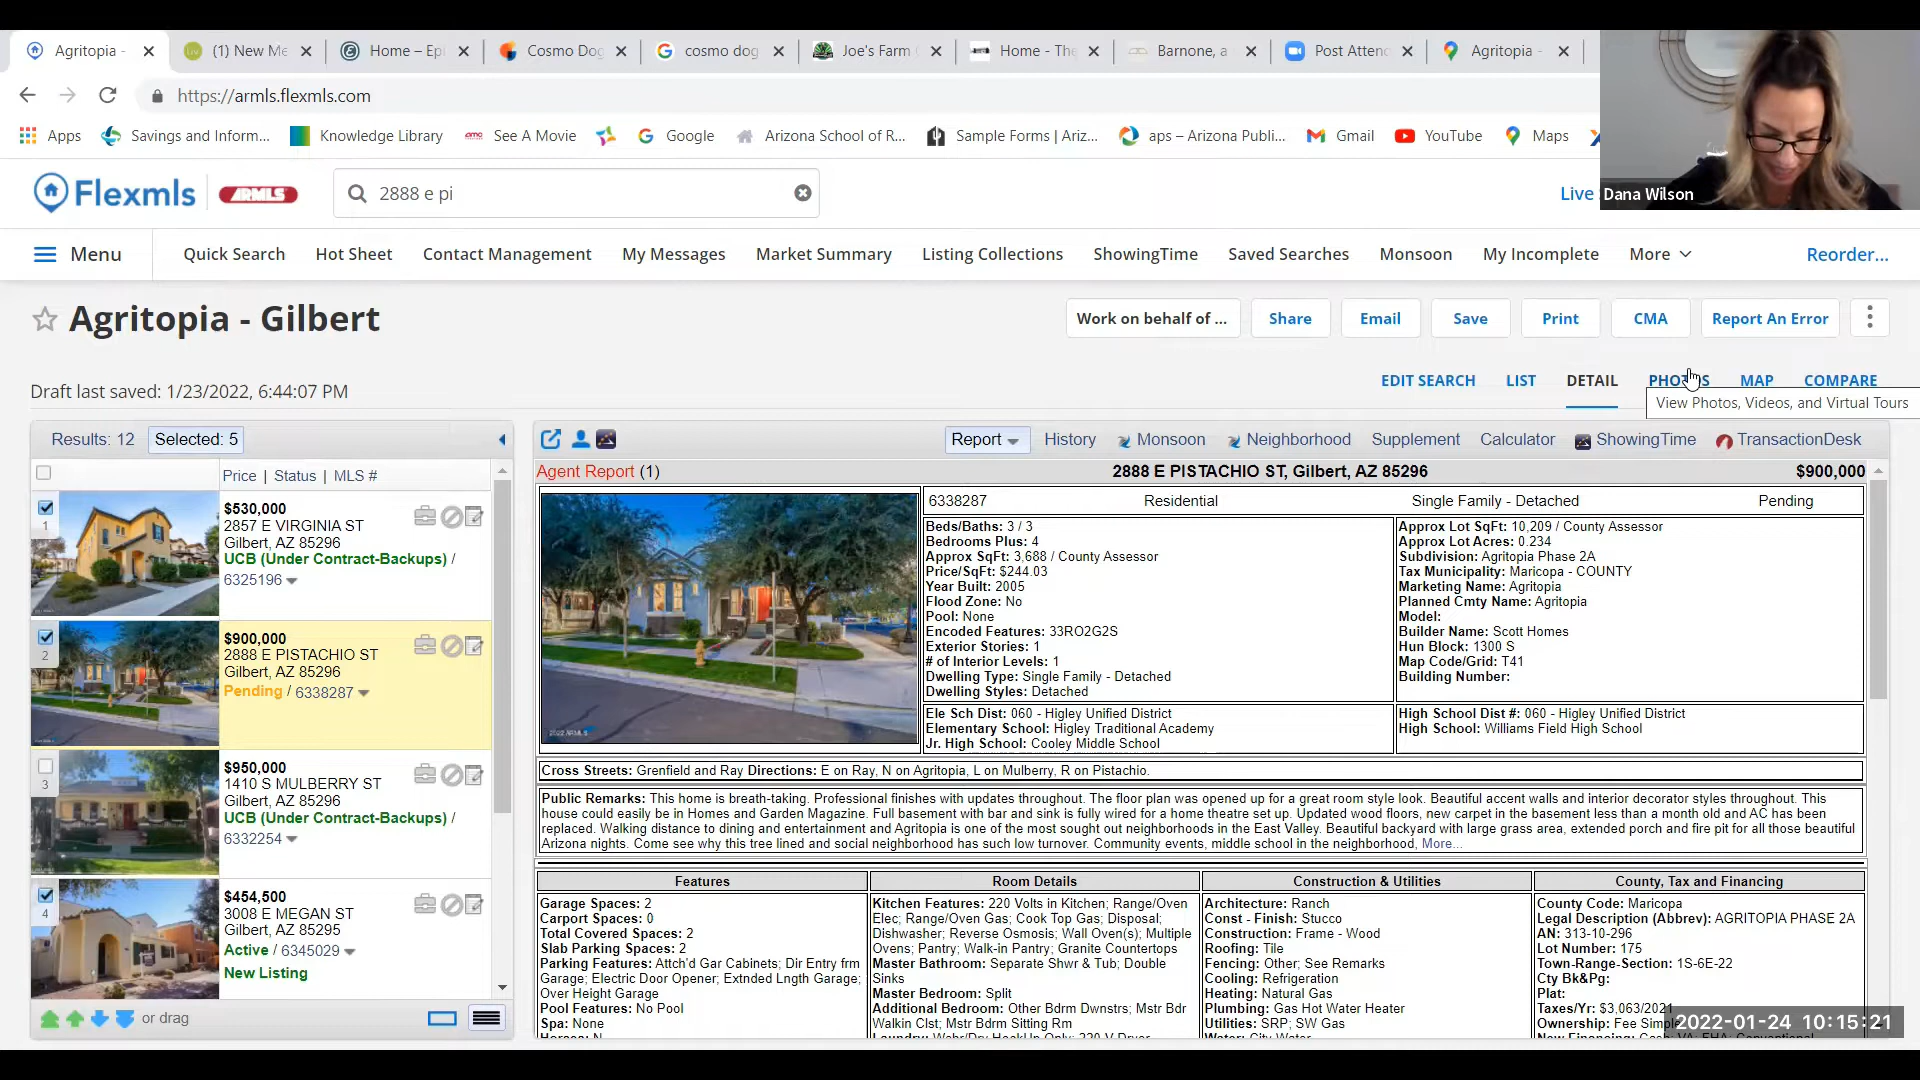 Agritopia -
(1) New Me
Home – Epi
Cosmo Dog
cosmo dog
Joe's Farm
Home - The
Barnone, a
Post Atten
Agritopia -
https://armls.flexmls.com
Apps
Savings and Inform...
Knowledge Library
See A Movie
Google
Arizona School of R...
Sample Forms | Ariz...
aps – Arizona Publi...
Gmail
YouTube
Maps
Dana Wilson
Flexmls
ARMLS
2888 e pi
Live
Menu
Quick Search
Hot Sheet
Contact Management
My Messages
Market Summary
Listing Collections
ShowingTime
Saved Searches
Monsoon
My Incomplete
More
Reorder...
Agritopia - Gilbert
Work on behalf of ...
Share
Email
Save
Print
CMA
Report An Error
Draft last saved: 1/23/2022, 6:44:07 PM
EDIT SEARCH
LIST
DETAIL
PHOTOS
MAP
COMPARE
View Photos, Videos, and Virtual Tours
Results: 12
Selected: 5
Price | Status | MLS #
1
$530,000
2857 E VIRGINIA ST
Gilbert, AZ 85296
UCB (Under Contract-Backups) /
6325196
2
$900,000
2888 E PISTACHIO ST
Gilbert, AZ 85296
Pending / 6338287
3
$950,000
1410 S MULBERRY ST
Gilbert, AZ 85296
UCB (Under Contract-Backups) /
6332254
4
$454,500
3008 E MEGAN ST
Gilbert, AZ 85295
Active / 6345029
New Listing
or drag
Report
History
Monsoon
Neighborhood
Supplement
Calculator
ShowingTime
TransactionDesk
Agent Report (1)
2888 E PISTACHIO ST, Gilbert, AZ 85296
$900,000
6338287
Residential
Single Family - Detached
Pending
2022 ARMLS
Beds/Baths: 3 / 3
Bedrooms Plus: 4
Approx SqFt: 3,688 / County Assessor
Price/SqFt: $244.03
Year Built: 2005
Flood Zone: No
Pool: None
Encoded Features: 33RO2G2S
Exterior Stories: 1
# of Interior Levels: 1
Dwelling Type: Single Family - Detached
Dwelling Styles: Detached
Approx Lot SqFt: 10,209 / County Assessor
Approx Lot Acres: 0.234
Subdivision: Agritopia Phase 2A
Tax Municipality: Maricopa - COUNTY
Marketing Name: Agritopia
Planned Cmty Name: Agritopia
Model:
Builder Name: Scott Homes
Hun Block: 1300 S
Map Code/Grid: T41
Building Number:
Ele Sch Dist: 060 - Higley Unified District
Elementary School: Higley Traditional Academy
Jr. High School: Cooley Middle School
High School Dist #: 060 - Higley Unified District
High School: Williams Field High School
Cross Streets: Grenfield and Ray Directions: E on Ray, N on Agritopia, L on Mulberry, R on Pistachio.
Public Remarks: This home is breath-taking. Professional finishes with updates throughout. The floor plan was opened up for a great room style look. Beautiful accent walls and interior decorator styles throughout. This
house could easily be in Homes and Garden Magazine. Full basement with bar and sink is fully wired for a home theatre set up. Updated wood floors, new carpet in the basement less than a month old and AC has been
replaced. Walking distance to dining and entertainment and Agritopia is one of the most sought out neighborhoods in the East Valley. Beautiful backyard with large grass area, extended porch and fire pit for all those beautiful
Arizona nights. Come see why this tree lined and social neighborhood has such low turnover. Community events, middle school in the neighborhood, More...
Features
Garage Spaces: 2
Carport Spaces: 0
Total Covered Spaces: 2
Slab Parking Spaces: 2
Parking Features: Attch'd Gar Cabinets; Dir Entry frm
Garage; Electric Door Opener; Extnded Lngth Garage;
Over Height Garage
Pool Features: No Pool
Spa: None
Horses: N
Room Details
Kitchen Features: 220 Volts in Kitchen; Range/Oven
Elec; Range/Oven Gas; Cook Top Gas; Disposal;
Dishwasher; Reverse Osmosis; Wall Oven(s); Multiple
Ovens; Pantry; Walk-in Pantry; Granite Countertops
Master Bathroom: Separate Shwr & Tub; Double
Sinks
Master Bedroom: Split
Additional Bedroom: Other Bdrm Dwnstrs; Mstr Bdr
Walkin Clst; Mstr Bdrm Sitting Rm
Laundry: Wshr/Dry HookUp Only; 220 V Dryer
Construction & Utilities
Architecture: Ranch
Const - Finish: Stucco
Construction: Frame - Wood
Roofing: Tile
Fencing: Other; See Remarks
Cooling: Refrigeration
Heating: Natural Gas
Plumbing: Gas Hot Water Heater
Utilities: SRP; SW Gas
Water: City Water
County, Tax and Financing
County Code: Maricopa
Legal Description (Abbrev): AGRITOPIA PHASE 2A
AN: 313-10-296
Lot Number: 175
Town-Range-Section: 1S-6E-22
Cty Bk&Pg:
Plat:
Taxes/Yr: $3,063/2021
Ownership: Fee Simple
New Financing: Cash; VA; FHA; Conventional
2022-01-24 10:15:21